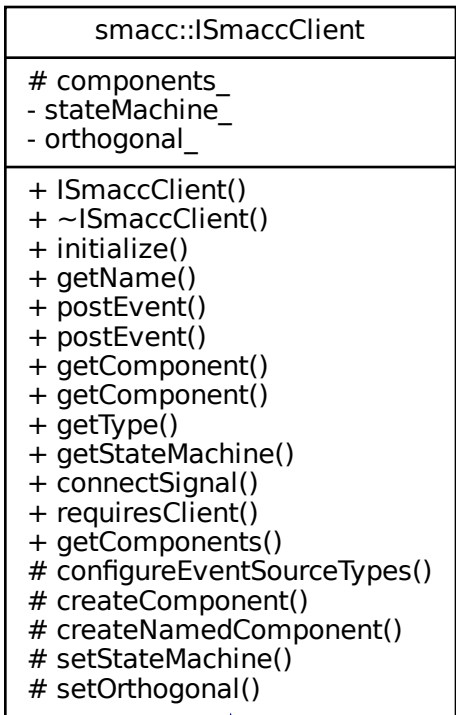 smacc::ISmaccClient
# components_
- stateMachine_
- orthogonal_
+ ISmaccClient()
+ ~ISmaccClient()
+ initialize()
+ getName()
+ postEvent()
+ postEvent()
+ getComponent()
+ getComponent()
+ getType()
+ getStateMachine()
+ connectSignal()
+ requiresClient()
+ getComponents()
# configureEventSourceTypes()
# createComponent()
# createNamedComponent()
# setStateMachine()
# setOrthogonal()